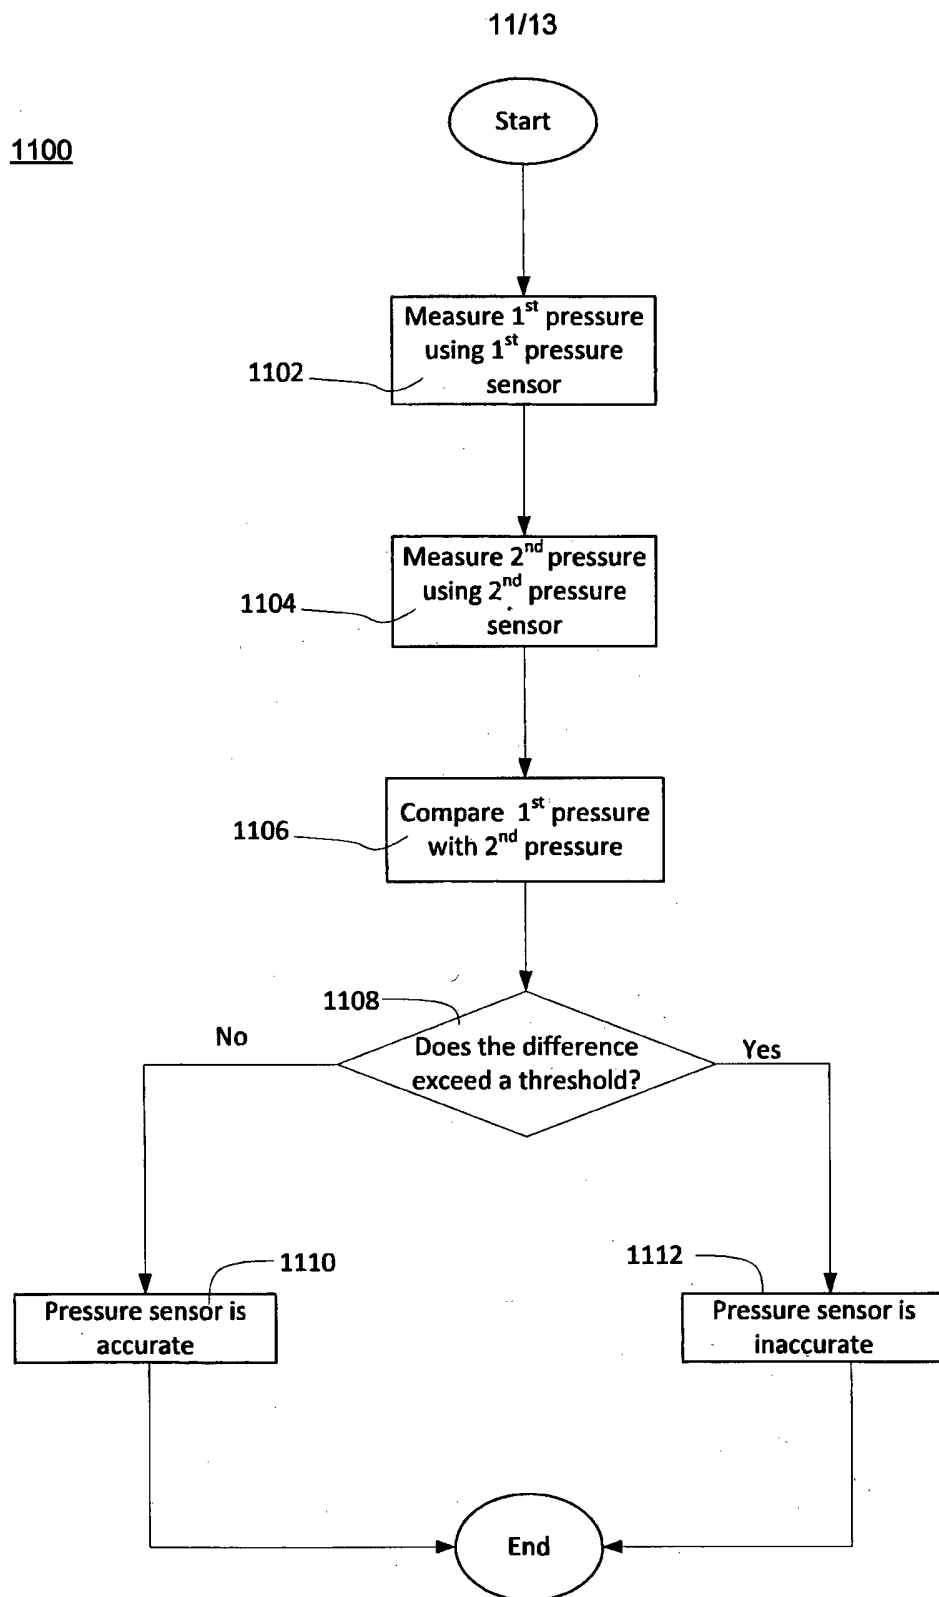 11/13
Start
1100
Measure 1st pressure
using 1st pressure
sensor
1102
Measure 2nd pressure
using 2nd pressure
sensor
1104
Compare 1st pressure
with 2nd pressure
1106
1108
No
Does the difference
exceed a threshold?
Yes
1110
1112
Pressure sensor is
accurate
Pressure sensor is
inaccurate
End